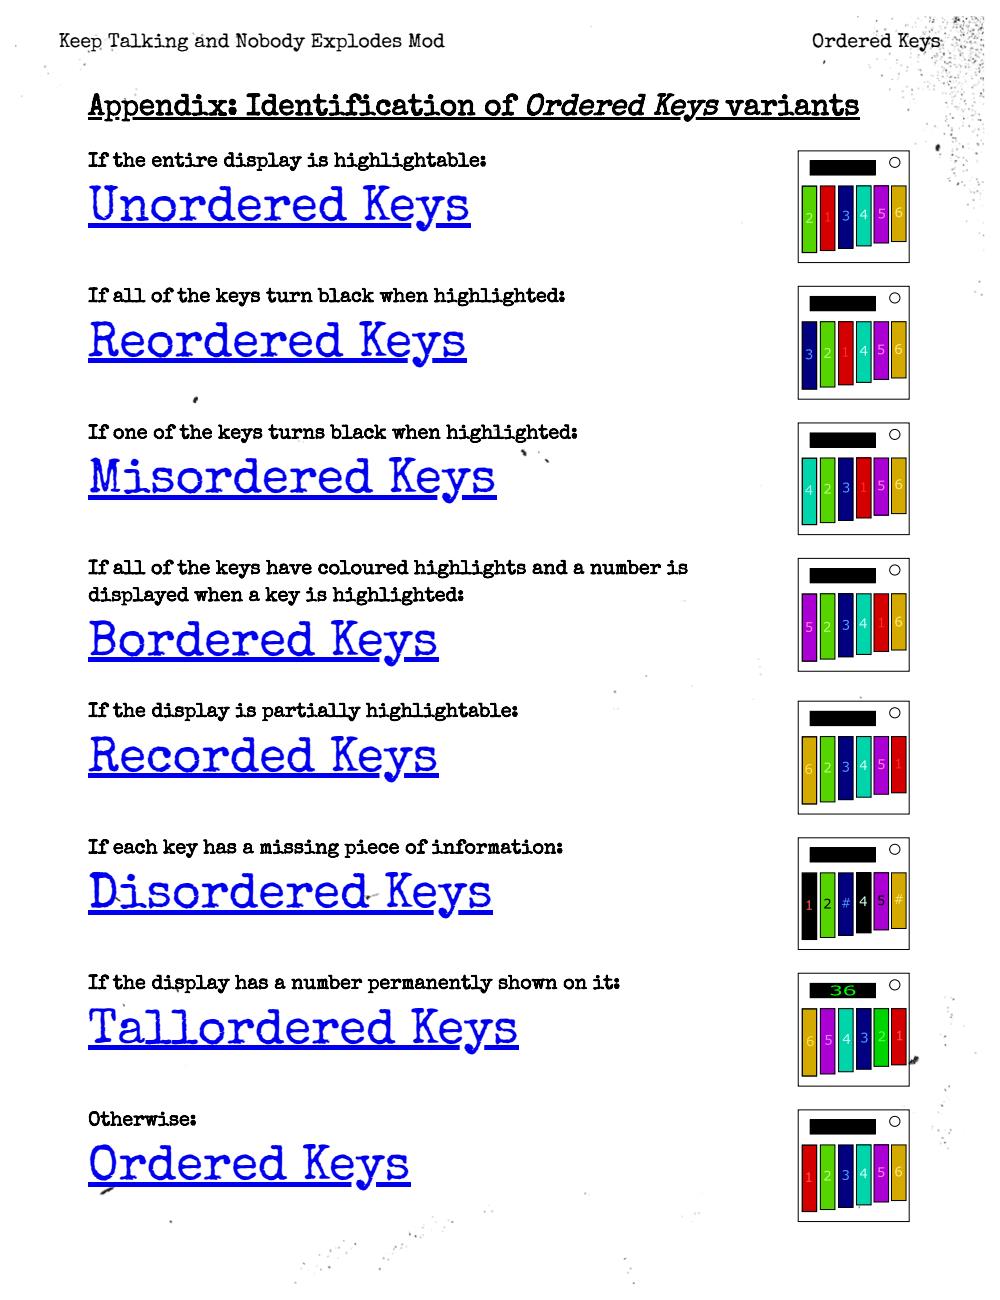 Keep Talking and Nobody Explodes Mod
Ordered Keys
Appendix: Identification of Ordered Keys variants
If the entire display is highlightable:
Unordered Keys
2 1 3 4 5 6
If all of the keys turn black when highlighted:
Reordered Keys
3 2 1 4 5 6
If one of the keys turns black when highlighted:
Misordered Keys
4 2 3 1 5 6
If all of the keys have coloured highlights and a number is
displayed when a key is highlighted:
Bordered Keys
5 2 3 4 1 6
If the display is partially highlightable:
Recorded Keys
6 2 3 4 5 1
If each key has a missing piece of information:
Disordered Keys
1 2 # 4 5 #
If the display has a number permanently shown on it:
Tallordered Keys
36
6 5 4 3 2 1
Otherwise:
Ordered Keys
1 2 3 4 5 6